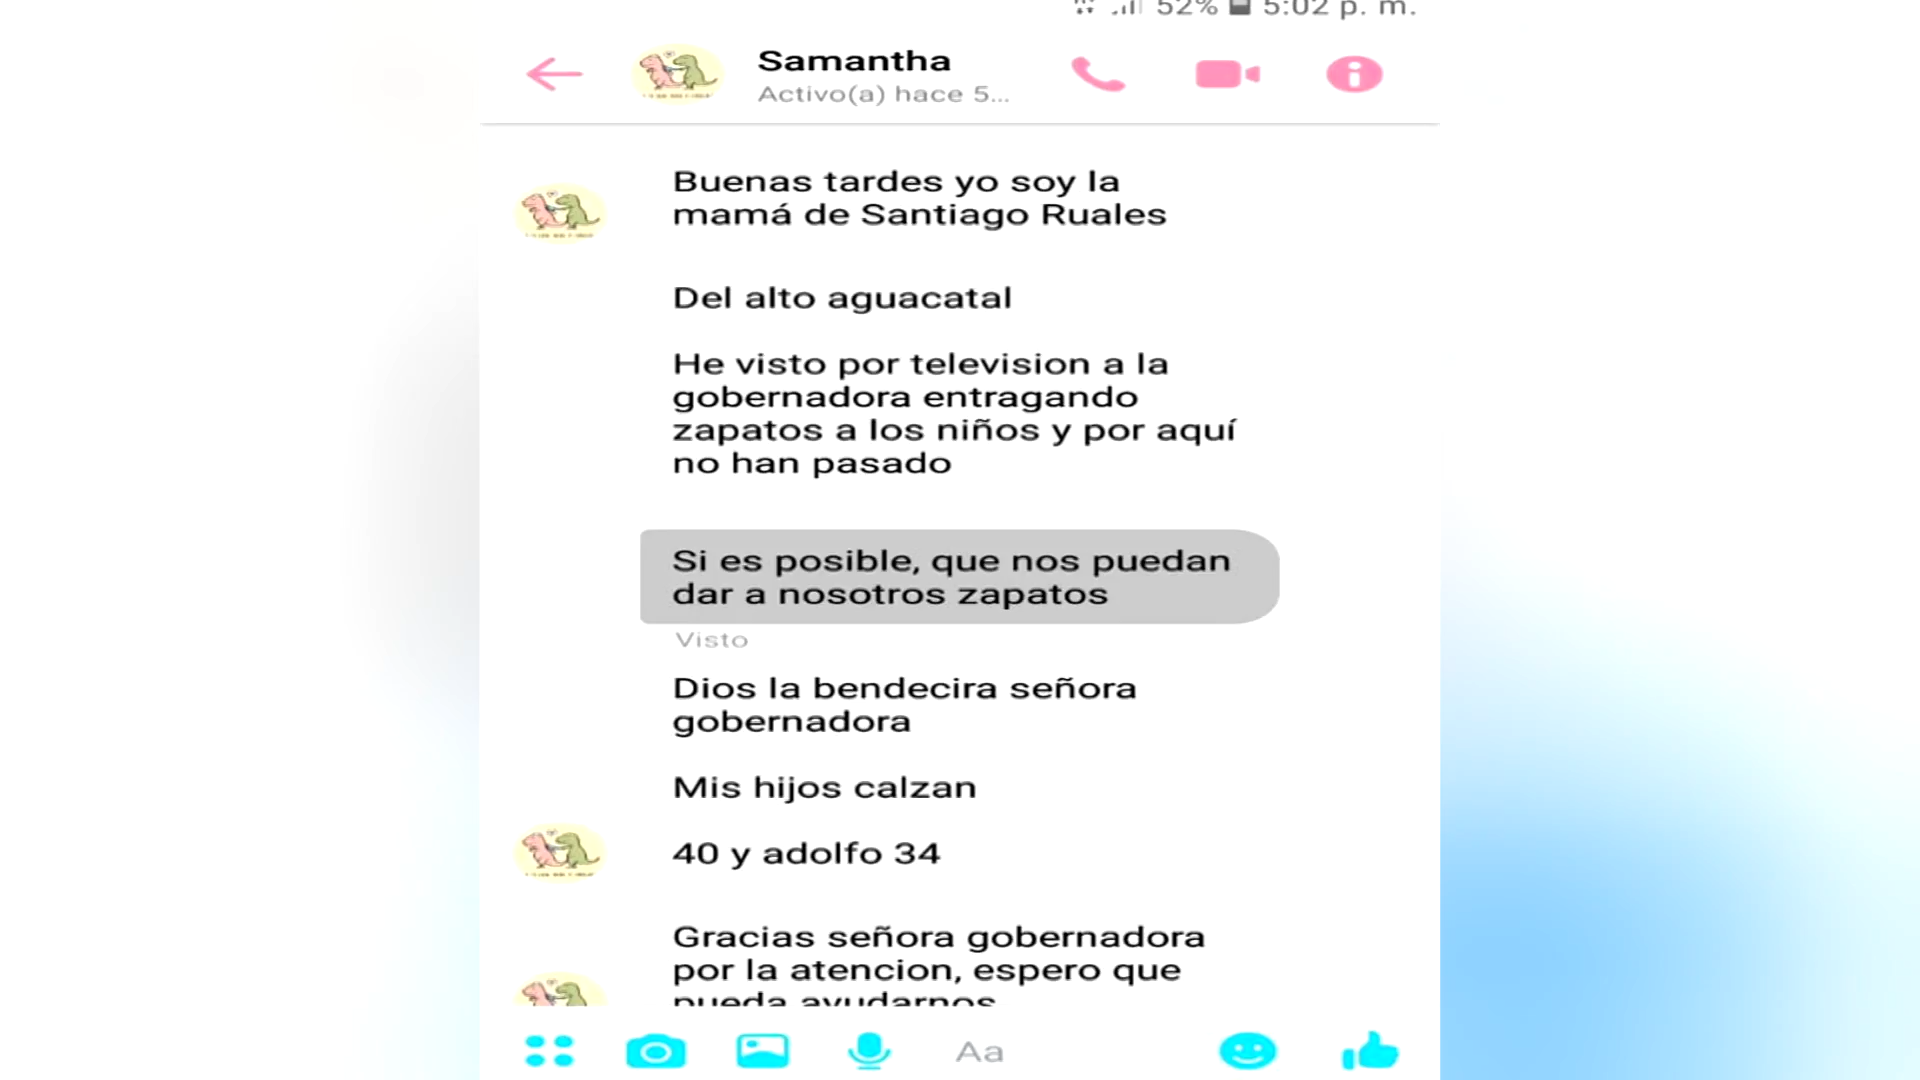 52% 5:02 p. m.
Samantha
Activo(a) hace 5...
Buenas tardes yo soy la
mamá de Santiago Ruales
Del alto aguacatal
He visto por television a la
gobernadora entragando
zapatos a los niños y por aquí
no han pasado
Si es posible, que nos puedan
dar a nosotros zapatos
Visto
Dios la bendecira señora
gobernadora
Mis hijos calzan
40 y adolfo 34
Gracias señora gobernadora
por la atencion, espero que
pueda ayudarnos
Aa